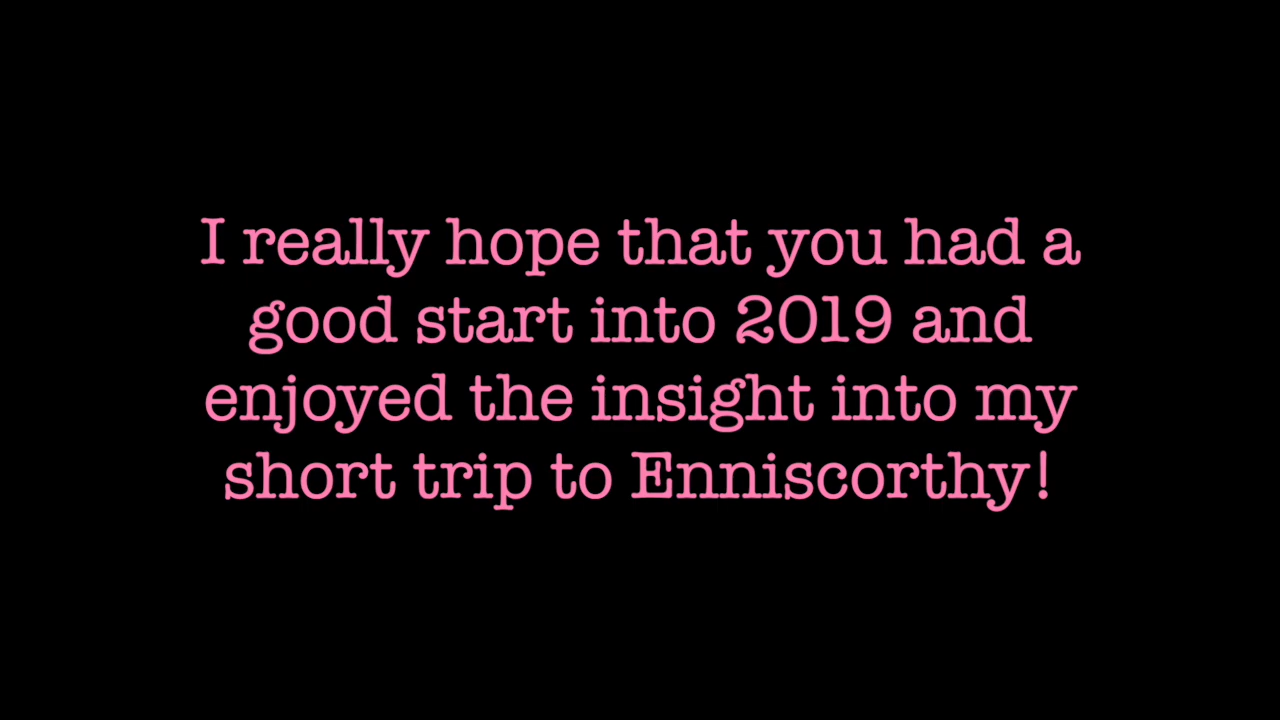 I really hope that you had a
good start into 2019 and
enjoyed the insight into my
short trip to Enniscorthy!